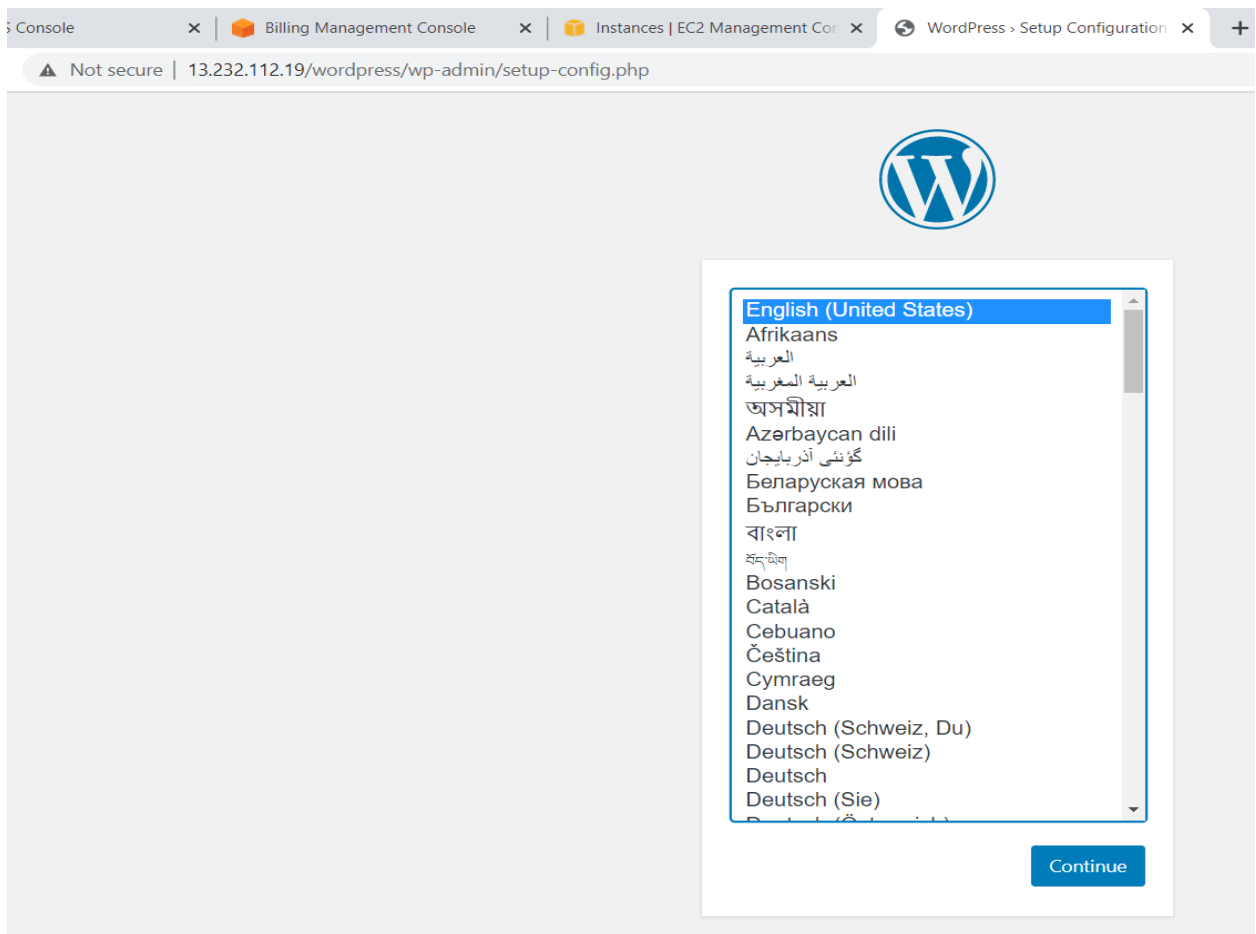 S Console
Billing Management Console
Instances | EC2 Management Con
WordPress › Setup Configuration
Not secure | 13.232.112.19/wordpress/wp-admin/setup-config.php
English (United States)
Afrikaans
العربية
العربية المغربية
অসমীয়া
Azərbaycan dili
گؤنئی آذربایجان
Беларуская мова
Български
বাংলা
བོད་ཡིག
Bosanski
Català
Cebuano
Čeština
Cymraeg
Dansk
Deutsch (Schweiz, Du)
Deutsch (Schweiz)
Deutsch
Deutsch (Sie)
Continue